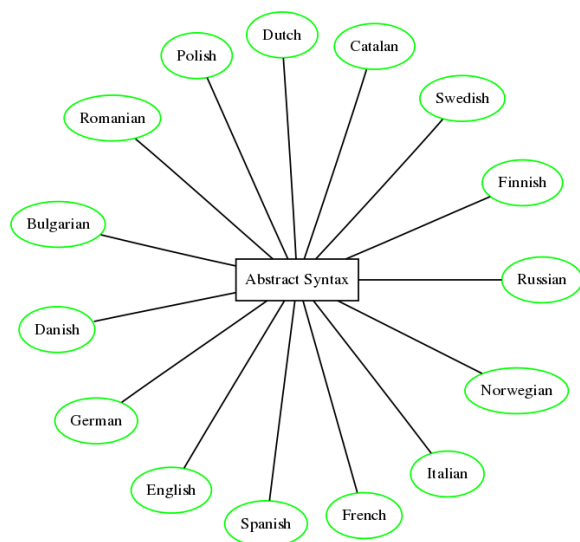 Dutch
Catalan
Polish
Swedish
Romanian
Finnish
Bulgarian
Abstract Syntax
Russian
Danish
Norwegian
German
Italian
English
French
Spanish